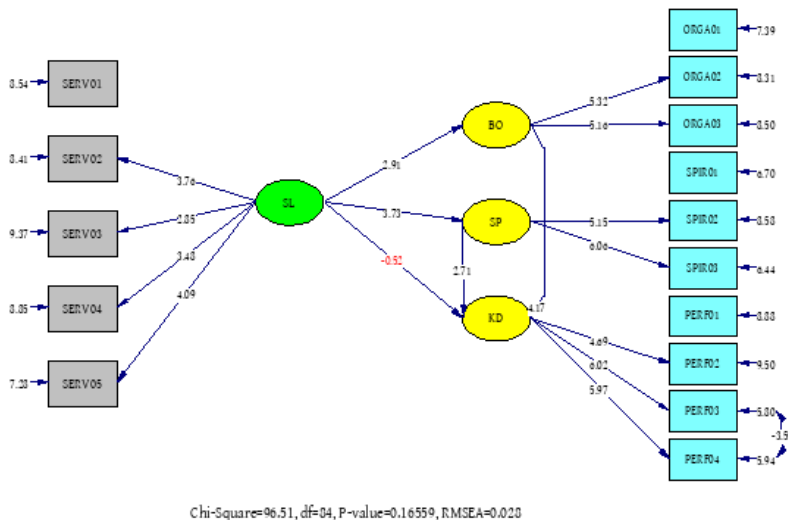 8.54 SERV01
8.41 SERV02
9.37 SERV03
8.85 SERV04
7.28 SERV05
3.76
2.85
3.48
4.09
SL
2.91
3.73
-0.52
BO
SP
KD
2.71
4.17
5.32
5.16
5.15
6.06
4.69
6.02
5.97
ORGA01 7.39
ORGA02 8.31
ORGA03 8.50
SPIR01 6.70
SPIR02 8.58
SPIR03 6.44
PERF01 8.88
PERF02 9.50
PERF03 5.80
PERF04 5.94
Chi-Square=96.51, df=84, P-value=0.16559, RMSEA=0.028